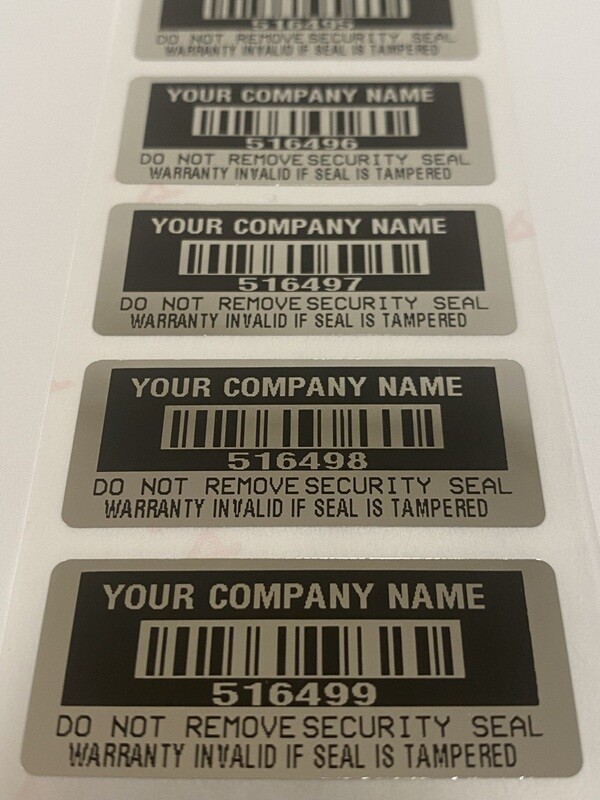 516495
DO NOT REMOVE SECURITY SEAL
WARRANTY INVALID IF SEAL IS TAMPERED
YOUR COMPANY NAME
516496
DO NOT REMOVE SECURITY SEAL
WARRANTY INVALID IF SEAL IS TAMPERED
YOUR COMPANY NAME
516497
DO NOT REMOVE SECURITY SEAL
WARRANTY INVALID IF SEAL IS TAMPERED
YOUR COMPANY NAME
516498
DO NOT REMOVE SECURITY SEAL
WARRANTY INVALID IF SEAL IS TAMPERED
YOUR COMPANY NAME
516499
DO NOT REMOVE SECURITY SEAL
WARRANTY INVALID IF SEAL IS TAMPERED